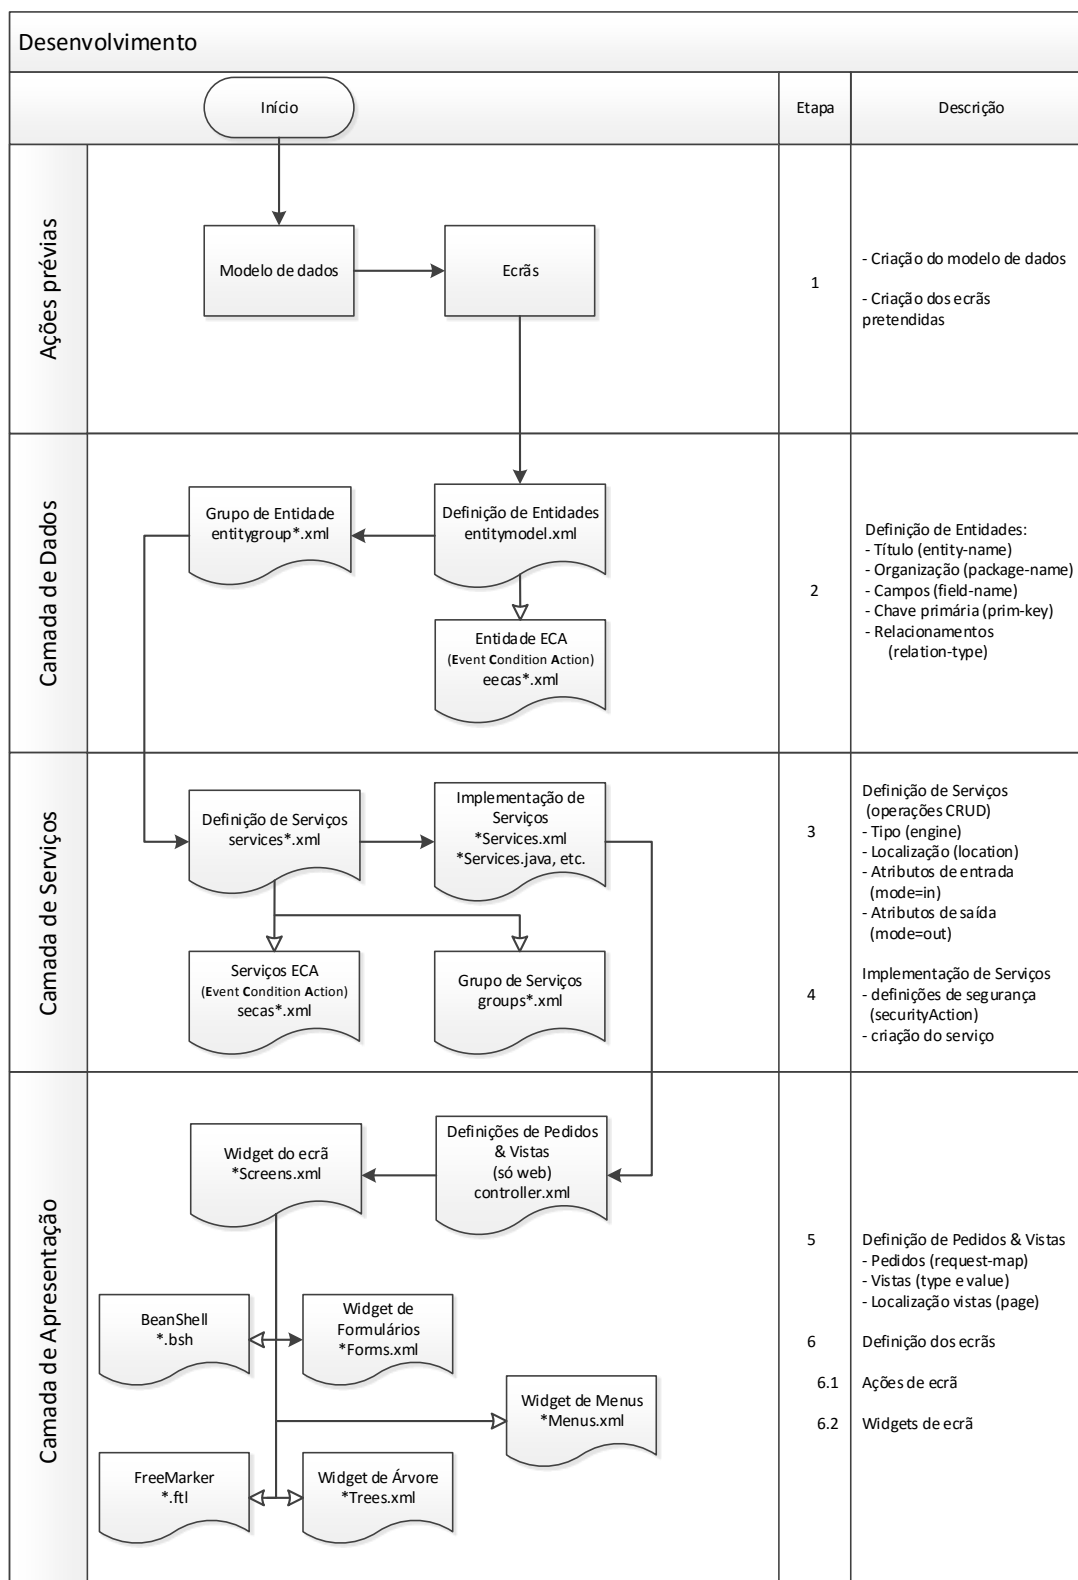 Desenvolvimento
Início
Etapa
Descrição
Ações prévias
Modelo de dados
Ecrãs
1
- Criação do modelo de dados
- Criação dos ecrãs
pretendidas
Camada de Dados
Grupo de Entidade
entitygroup*.xml
Definição de Entidades
entitymodel.xml
Entidade ECA
(Event Condition Action)
eecas*.xml
2
Definição de Entidades:
- Título (entity-name)
- Organização (package-name)
- Campos (field-name)
- Chave primária (prim-key)
- Relacionamentos
(relation-type)
Camada de Serviços
Definição de Serviços
services*.xml
Implementação de
Serviços
*Services.xml
*Services.java, etc.
Serviços ECA
(Event Condition Action)
secas*.xml
Grupo de Serviços
groups*.xml
3
Definição de Serviços
(operações CRUD)
- Tipo (engine)
- Localização (location)
- Atributos de entrada
(mode=in)
- Atributos de saída
(mode=out)
4
Implementação de Serviços
- definições de segurança
(securityAction)
- criação do serviço
Camada de Apresentação
Widget do ecrã
*Screens.xml
Definições de Pedidos
& Vistas
(só web)
controller.xml
BeanShell
*.bsh
Widget de
Formulários
*Forms.xml
Widget de Menus
*Menus.xml
FreeMarker
*.ftl
Widget de Árvore
*Trees.xml
5
Definição de Pedidos & Vistas
- Pedidos (request-map)
- Vistas (type e value)
- Localização vistas (page)
6
Definição dos ecrãs
6.1
Ações de ecrã
6.2
Widgets de ecrã